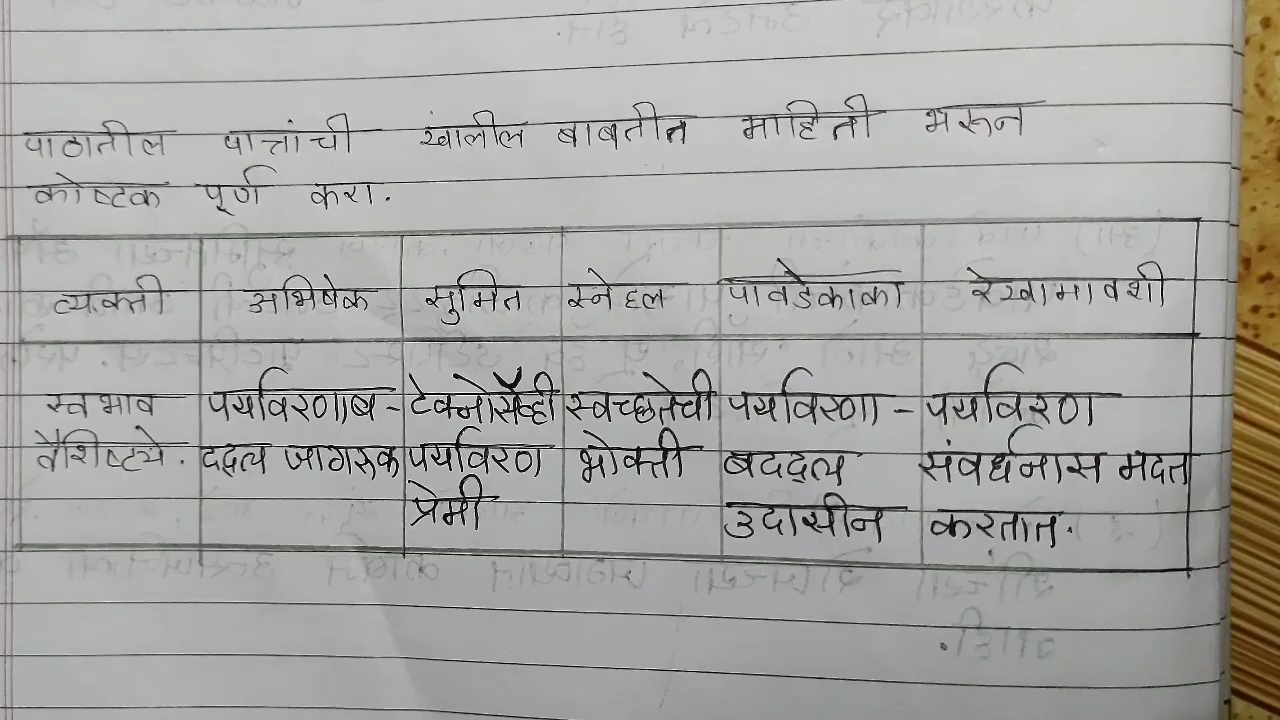 पाठातील पात्रांची खालील बाबतीत माहिती भरून
कोष्टक पूर्ण करा.
व्यक्ती अभिषेक सुमित स्नेहल पावडेकाका रेखामावशी
स्वभाव पर्यावरणाब- टेक्नोसॅव्ही स्वच्छतेची पर्यावरणा- पर्यावरण
वैशिष्ट्ये. द्दल जागरुक पर्यावरण भोक्ती बद्दल संवर्धनास मदत
प्रेमी उदासीन करतात.